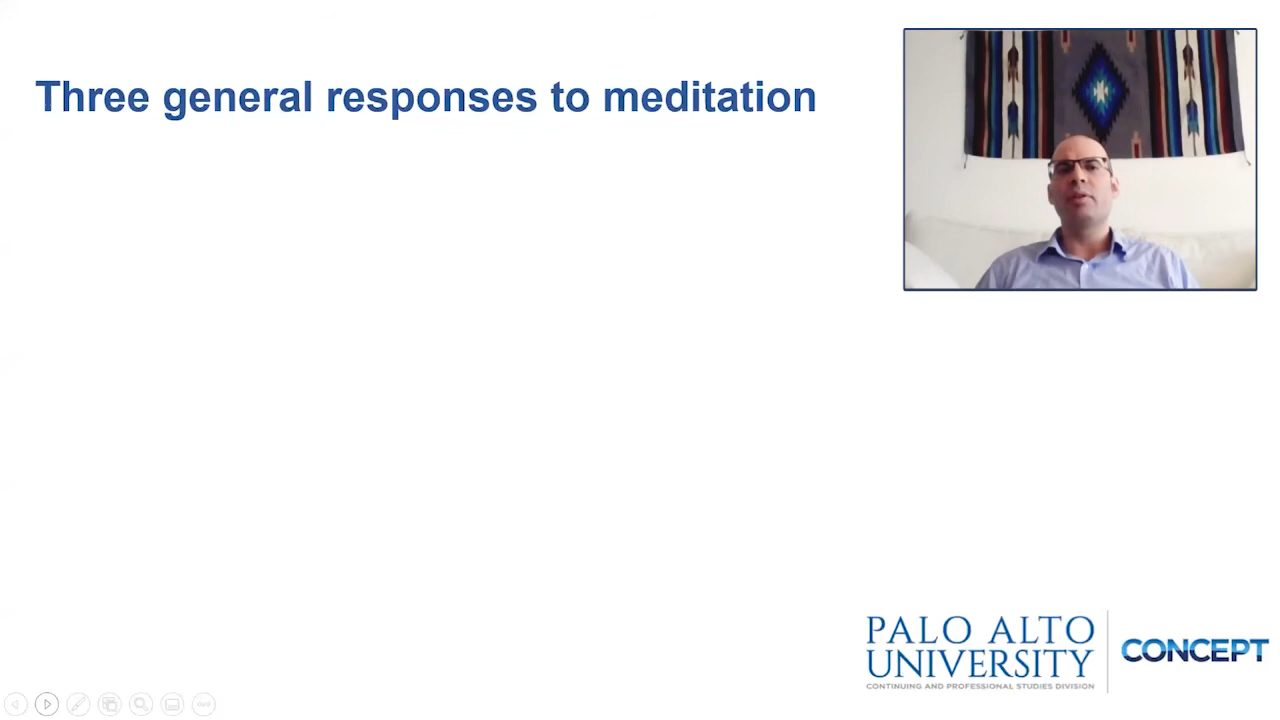 Three general responses to meditation
PALO ALTO
UNIVERSITY
CONTINUING AND PROFESSIONAL STUDIES DIVISION
CONCEPT